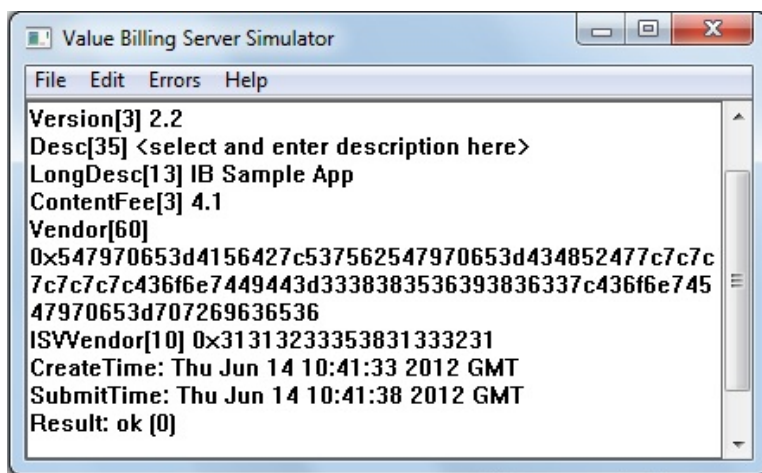 Value Billing Server Simulator
File Edit Errors Help
Version[3] 2.2
Desc[35] <select and enter description here>
LongDesc[13] IB Sample App
ContentFee[3] 4.1
Vendor[60]
0x547970653d4156427c537562547970653d434852477c7c7c
7c7c7c7c436f6e7449443d3338383536393836337c436f6e745
47970653d707269636536
ISVVendor[10] 0x31313233353831333231
CreateTime: Thu Jun 14 10:41:33 2012 GMT
SubmitTime: Thu Jun 14 10:41:38 2012 GMT
Result: ok (0)